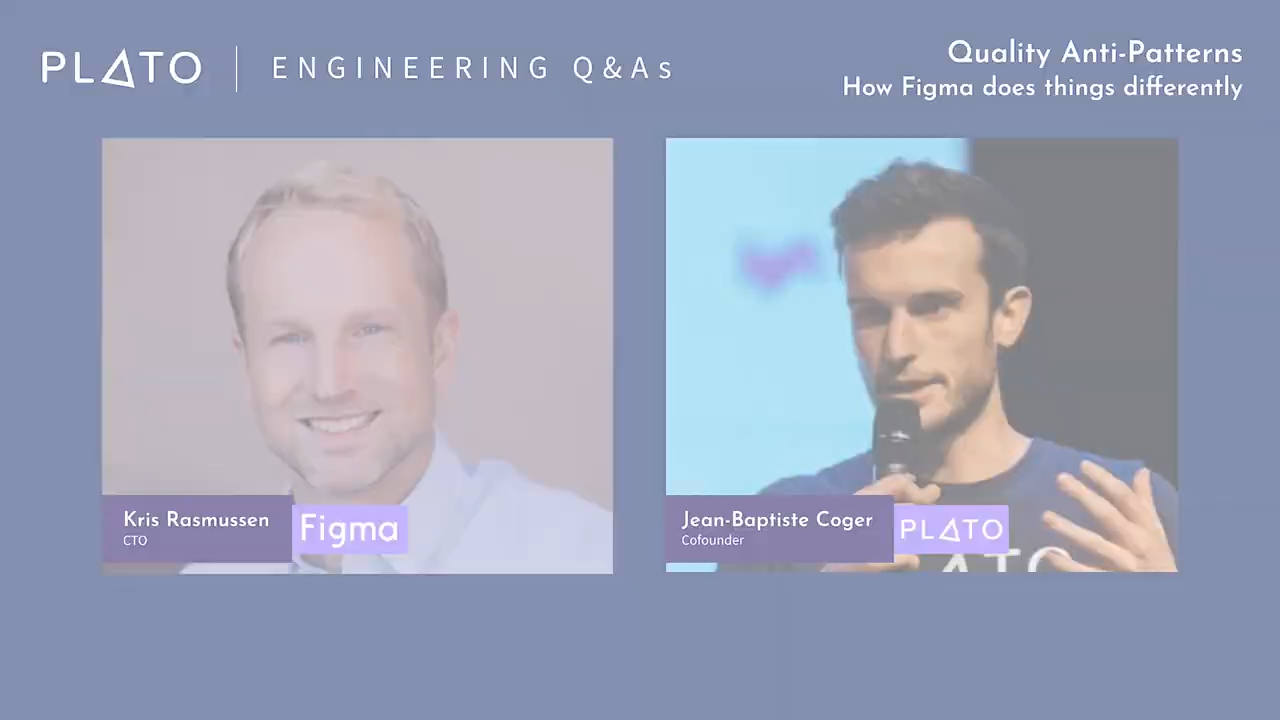 PLATO
ENGINEERING Q&As
Quality Anti-Patterns
How Figma does things differently
Kris Rasmussen
CTO
Figma
Jean-Baptiste Coger
Cofounder
PLATO